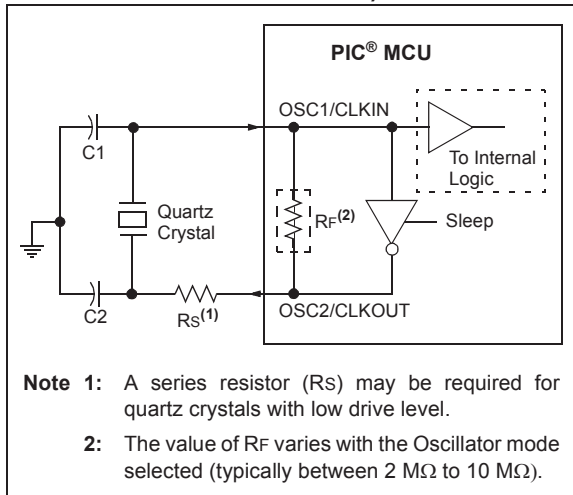 PIC® MCU
OSC1/CLKIN
C1
To Internal
Logic
Quartz
Crystal
RF(2)
Sleep
C2
RS(1)
OSC2/CLKOUT
Note 1: A series resistor (RS) may be required for
quartz crystals with low drive level.
2: The value of RF varies with the Oscillator mode
selected (typically between 2 MΩ to 10 MΩ).